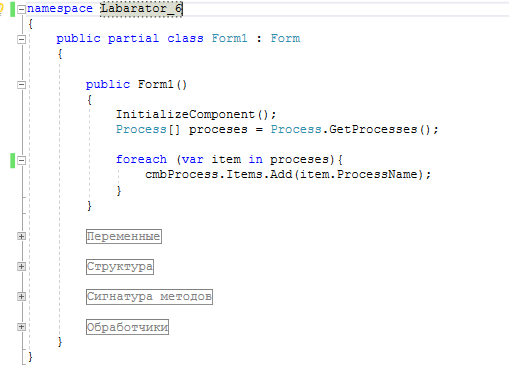 namespace Labarator_6
{
public partial class Form1 : Form
{
public Form1()
{
InitializeComponent();
Process[] proceses = Process.GetProcesses();
foreach (var item in proceses){
cmbProcess.Items.Add(item.ProcessName);
}
}
Переменные
Структура
Сигнатура методов
Обработчики
}
}